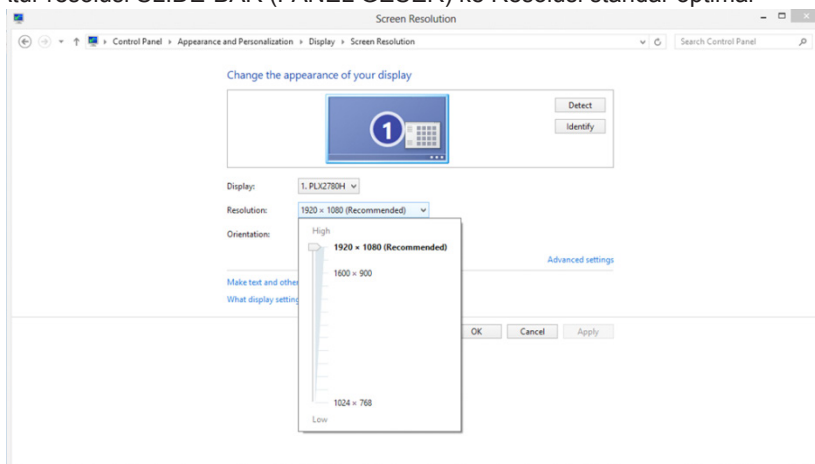 resolusi SLIDE BAR (PANEL GESER) ke Resolusi standar optimal
Screen Resolution
Control Panel ▸ Appearance and Personalization ▸ Display ▸ Screen Resolution
Search Control Panel
Change the appearance of your display
1
Detect
Identify
Display: 1. PLX2780H
Resolution: 1920 × 1080 (Recommended)
Orientation:
High
1920 × 1080 (Recommended)
Advanced settings
1600 × 900
Make text and other
What display setting
OK Cancel Apply
1024 × 768
Low